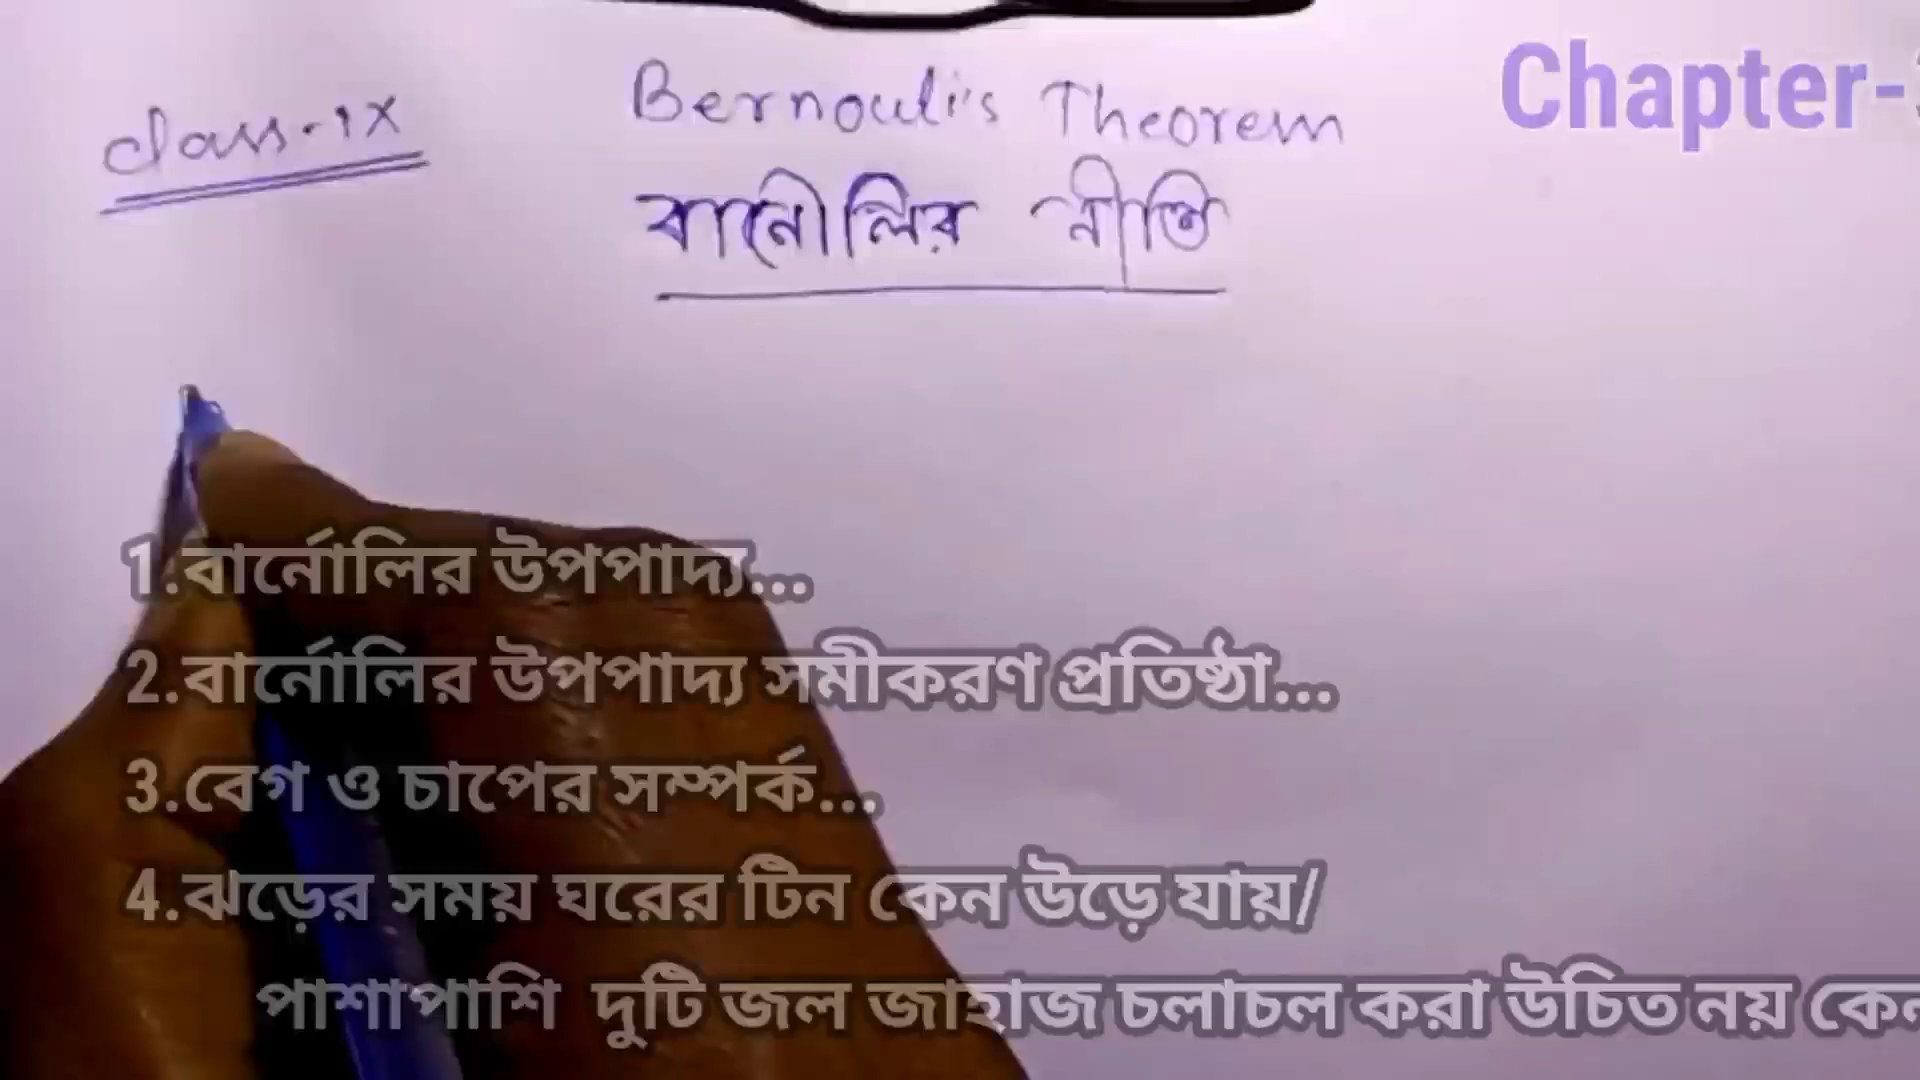 Class-IX
Bernouli's Theorem
বার্নৌলির নীতি
Chapter-
1.বার্নোলির উপপাদ্য...
2.বার্নোলির উপপাদ্য সমীকরণ প্রতিষ্ঠা...
3.বেগ ও চাপের সম্পর্ক...
4.ঝড়ের সময় ঘরের টিন কেন উড়ে যায়/
পাশাপাশি দুটি জল জাহাজ চলাচল করা উচিত নয় কেন